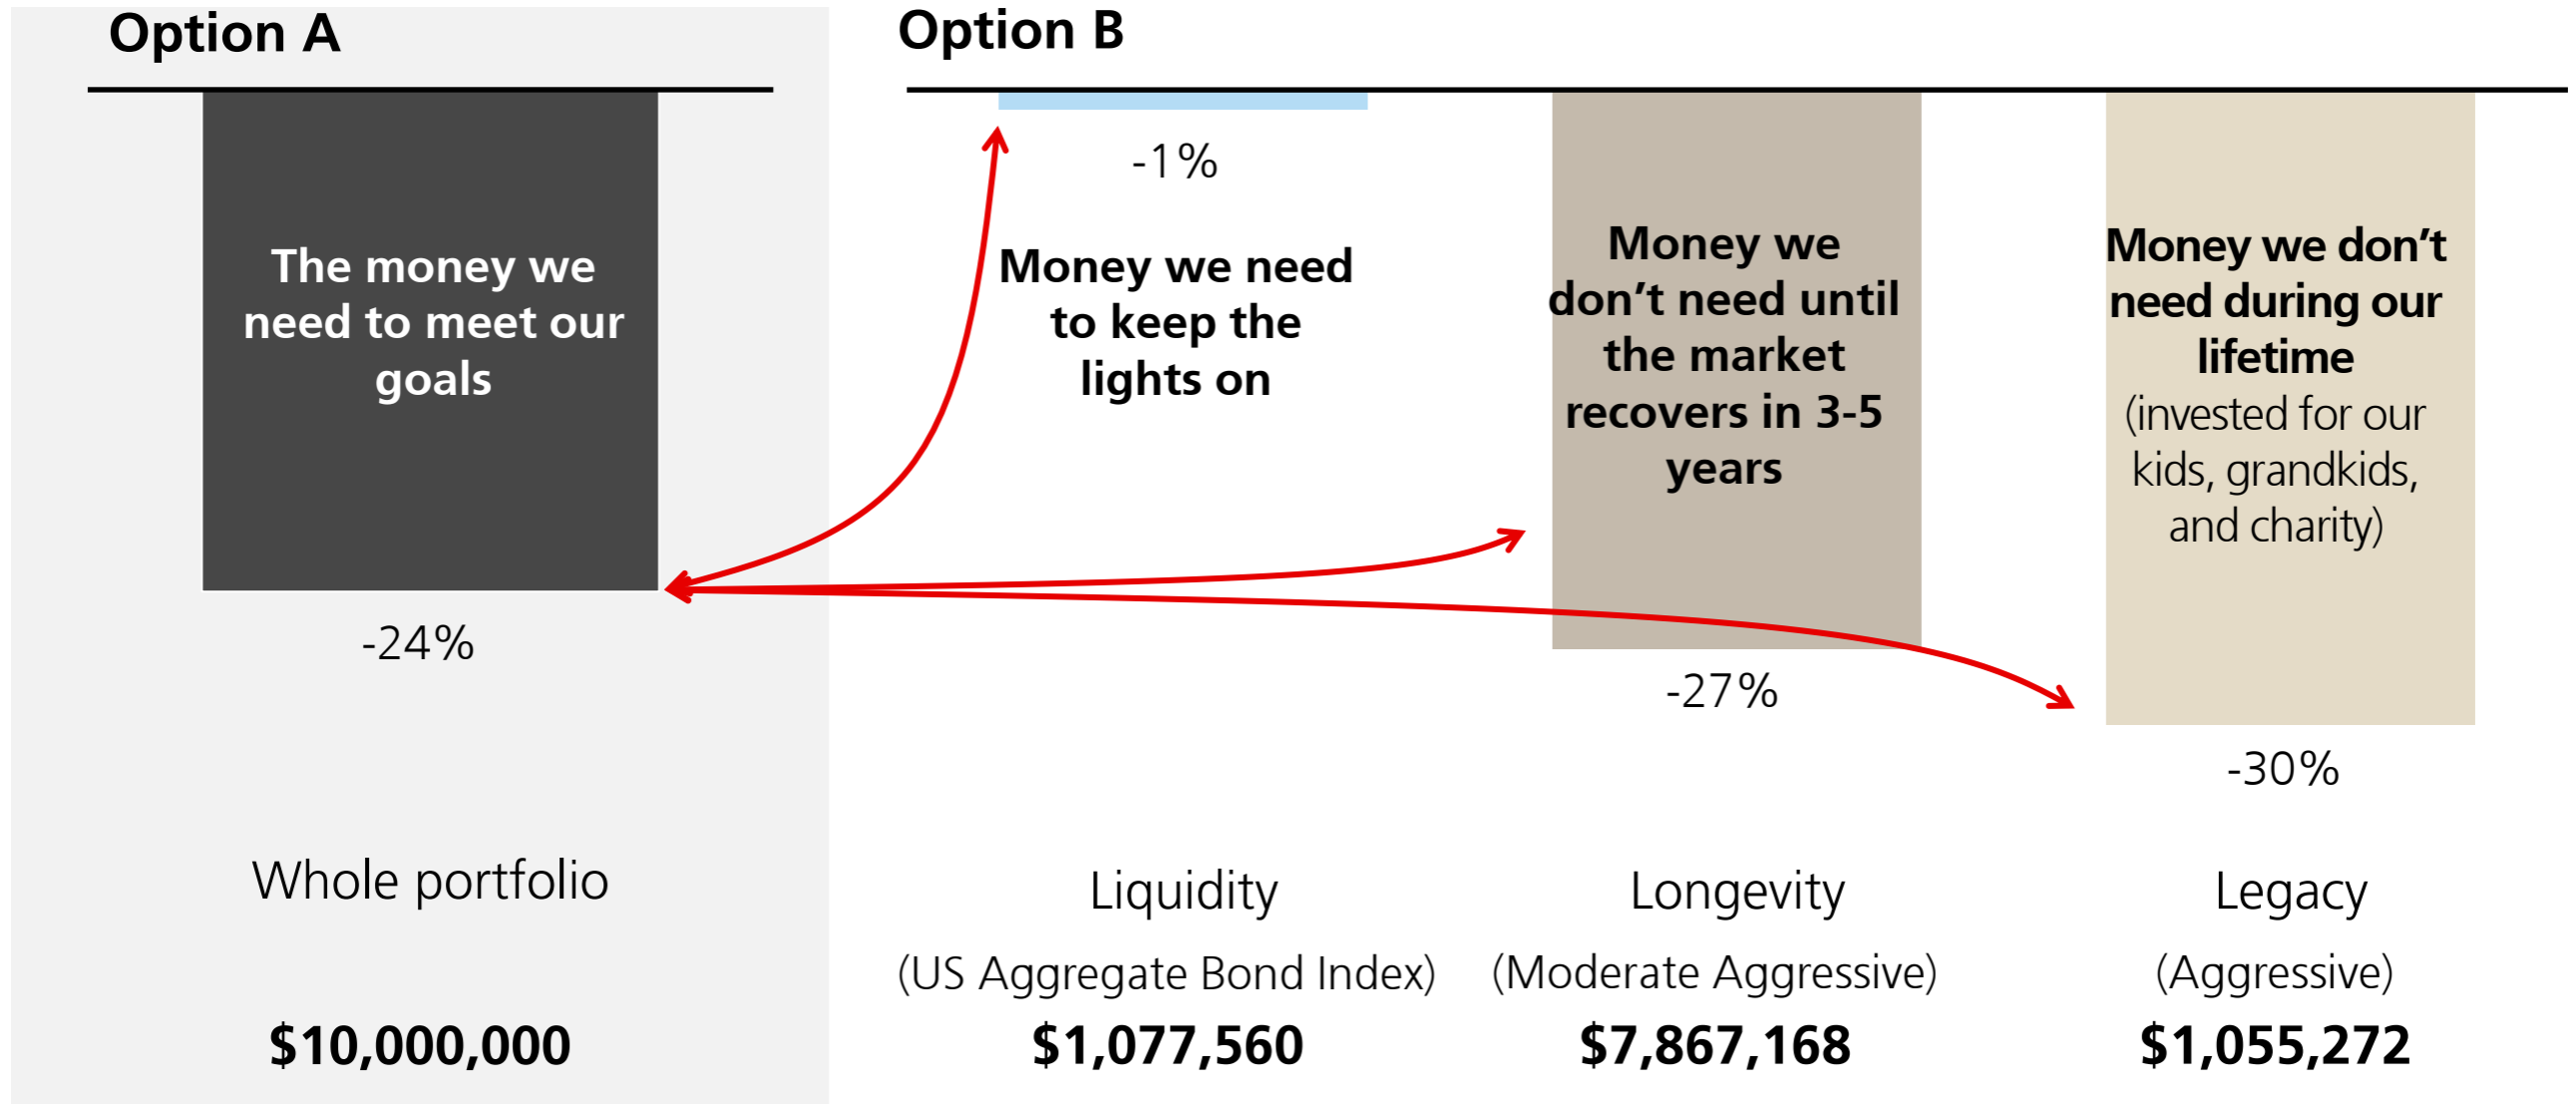 Option A
The money we
need to meet our
goals
-24%
Whole portfolio
$10,000,000
Option B
-1%
Money we need
to keep the
lights on
Liquidity
(US Aggregate Bond Index)
$1,077,560
Money we
don’t need until
the market
recovers in 3-5
years
-27%
Longevity
(Moderate Aggressive)
$7,867,168
Money we don’t
need during our
lifetime
(invested for our
kids, grandkids,
and charity)
-30%
Legacy
(Aggressive)
$1,055,272